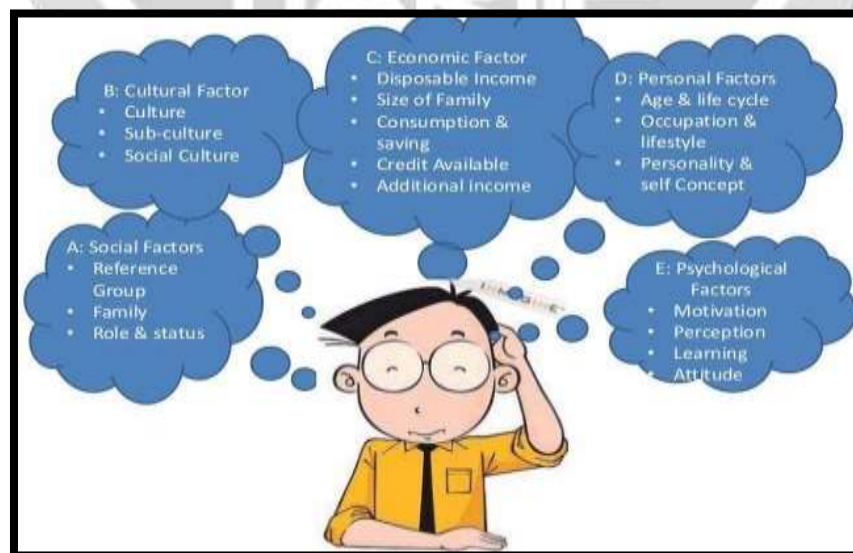 A: Social Factors
• Reference
Group
• Family
• Role & status
B: Cultural Factor
• Culture
• Sub-culture
• Social Culture
C: Economic Factor
• Disposable Income
• Size of Family
• Consumption &
saving
• Credit Available
• Additional income
D: Personal Factors
• Age & life cycle
• Occupation &
lifestyle
• Personality &
self Concept
E: Psychological
Factors
• Motivation
• Perception
• Learning
• Attitude